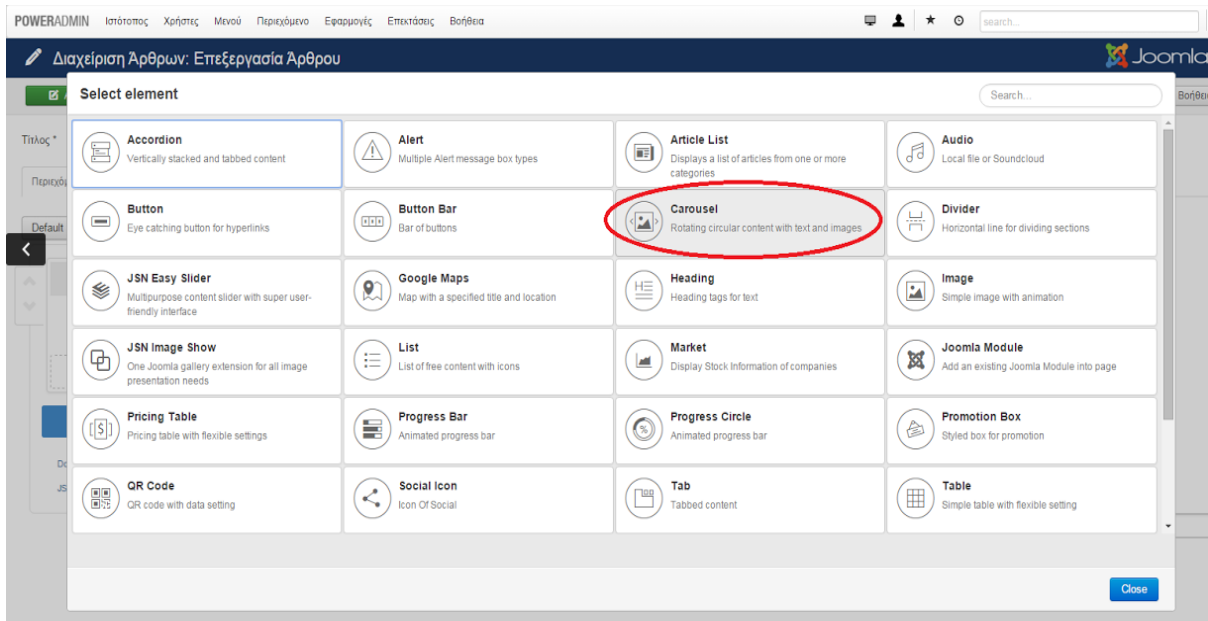 POWERADMIN Ιστότοπος Χρήστες Μενού Περιεχόμενο Εφαρμογές Επεκτάσεις Βοήθεια search...
Διαχείριση Άρθρων: Επεξεργασία Άρθρου Joomla
Select element Search...
Βοήθει
Τίτλος *
Accordion
Vertically stacked and tabbed content
Alert
Multiple Alert message box types
Article List
Displays a list of articles from one or more
categories
Audio
Local file or Soundcloud
Περιεχόμ
Button
Eye catching button for hyperlinks
Button Bar
Bar of buttons
Carousel
Rotating circular content with text and images
Divider
Horizontal line for dividing sections
Default
JSN Easy Slider
Multipurpose content slider with super user-
friendly interface
Google Maps
Map with a specified title and location
Heading
Heading tags for text
Image
Simple image with animation
JSN Image Show
One Joomla gallery extension for all image
presentation needs
List
List of free content with icons
Market
Display Stock Information of companies
Joomla Module
Add an existing Joomla Module into page
Pricing Table
Pricing table with flexible settings
Progress Bar
Animated progress bar
Progress Circle
Animated progress bar
Promotion Box
Styled box for promotion
Do
JS
QR Code
QR code with data setting
Social Icon
Icon Of Social
Tab
Tabbed content
Table
Simple table with flexible setting
Close